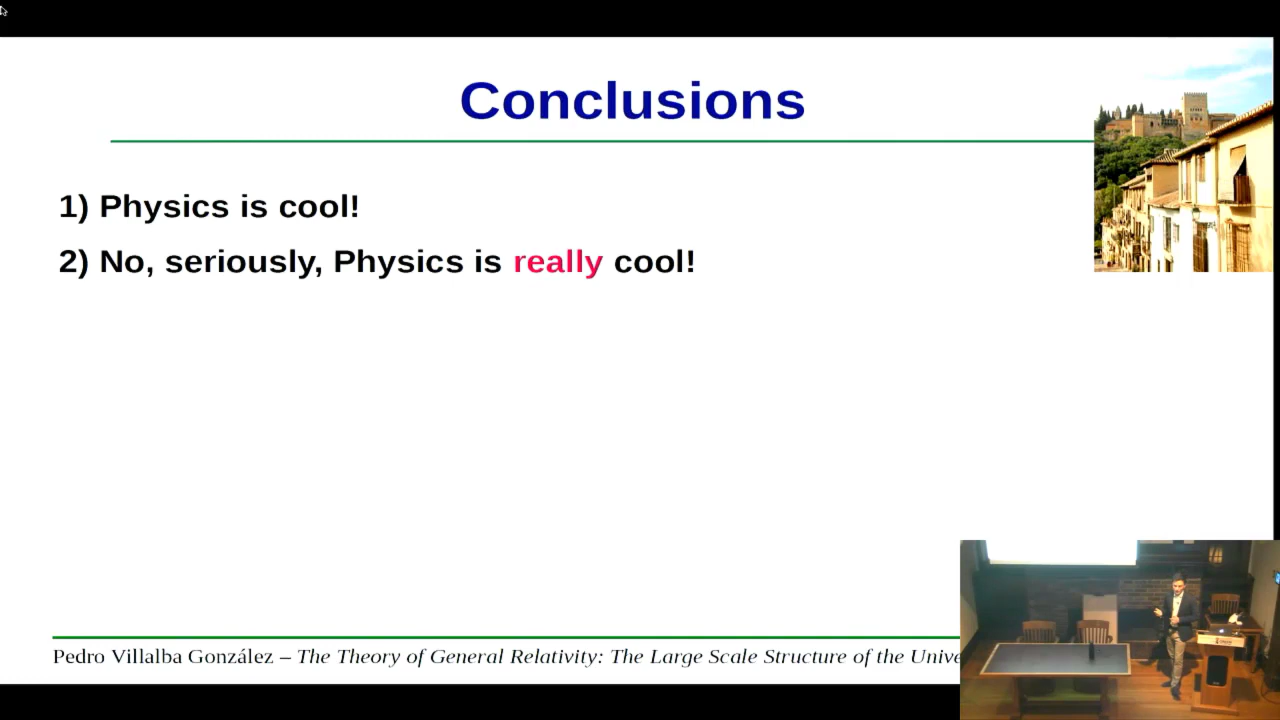 Conclusions
1) Physics is cool!
2) No, seriously, Physics is really cool!
Pedro Villalba González – The Theory of General Relativity: The Large Scale Structure of the Unive